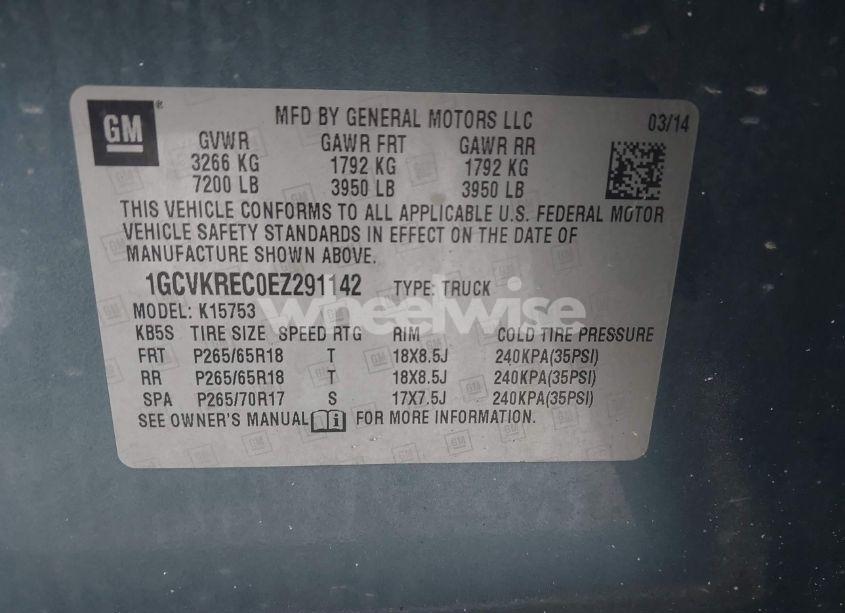 GM®
MFD BY GENERAL MOTORS LLC 03/14
GVWR GAWR FRT GAWR RR
3266 KG 1792 KG 1792 KG
7200 LB 3950 LB 3950 LB
THIS VEHICLE CONFORMS TO ALL APPLICABLE U.S. FEDERAL MOTOR
VEHICLE SAFETY STANDARDS IN EFFECT ON THE DATE OF
MANUFACTURE SHOWN ABOVE.
1GCVKREC0EZ291142 TYPE: TRUCK
wheelwise
MODEL: K15753
KB5S TIRE SIZE SPEED RTG RIM COLD TIRE PRESSURE
FRT P265/65R18 T 18X8.5J 240KPA(35PSI)
RR P265/65R18 T 18X8.5J 240KPA(35PSI)
SPA P265/70R17 S 17X7.5J 240KPA(35PSI)
SEE OWNER'S MANUAL FOR MORE INFORMATION.